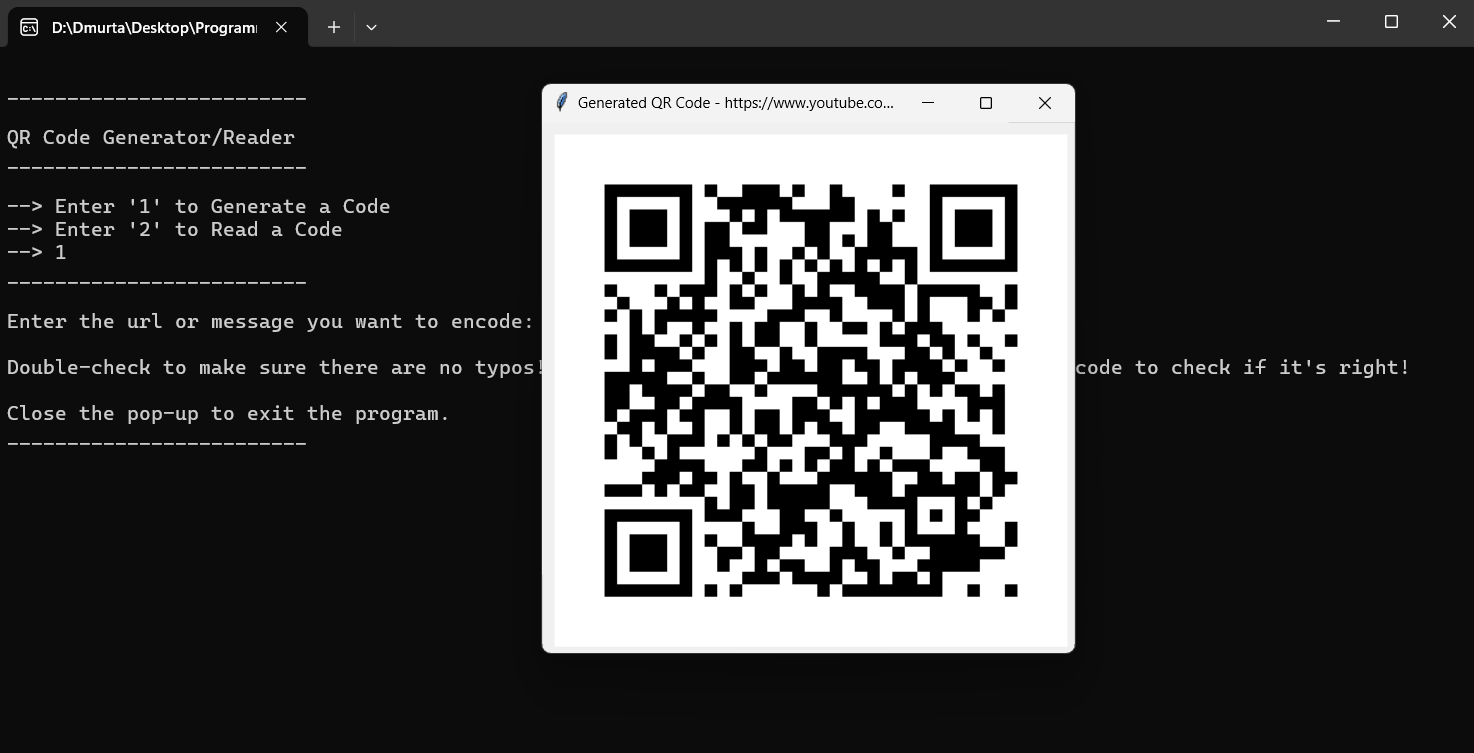 D:\Dmurta\Desktop\Program
Generated QR Code - https://www.youtube.co...
-------------------------
QR Code Generator/Reader
-------------------------
--> Enter '1' to Generate a Code
--> Enter '2' to Read a Code
--> 1
-------------------------
Enter the url or message you want to encode:
Double-check to make sure there are no typos! code to check if it's right!
Close the pop-up to exit the program.
-------------------------